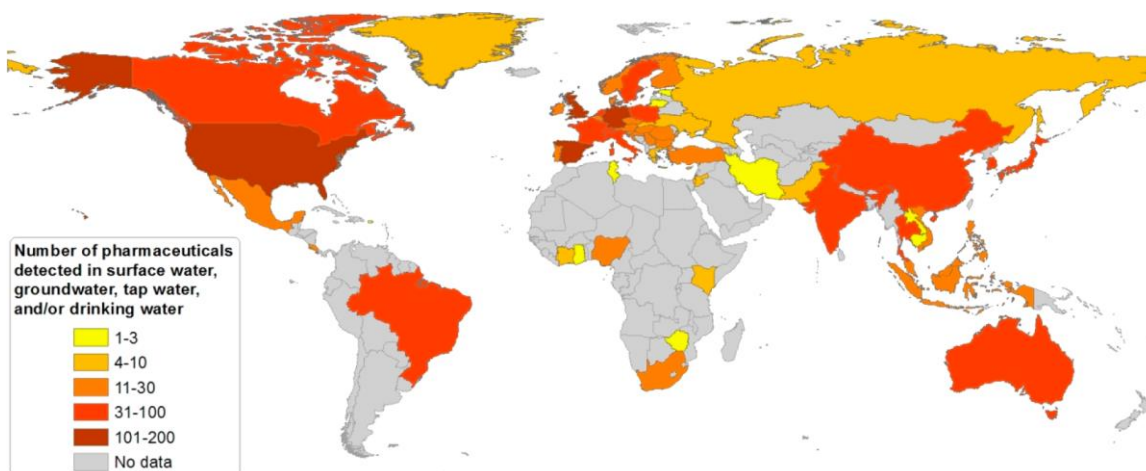 Number of pharmaceuticals
detected in surface water,
groundwater, tap water,
and/or drinking water
1-3
4-10
11-30
31-100
101-200
No data